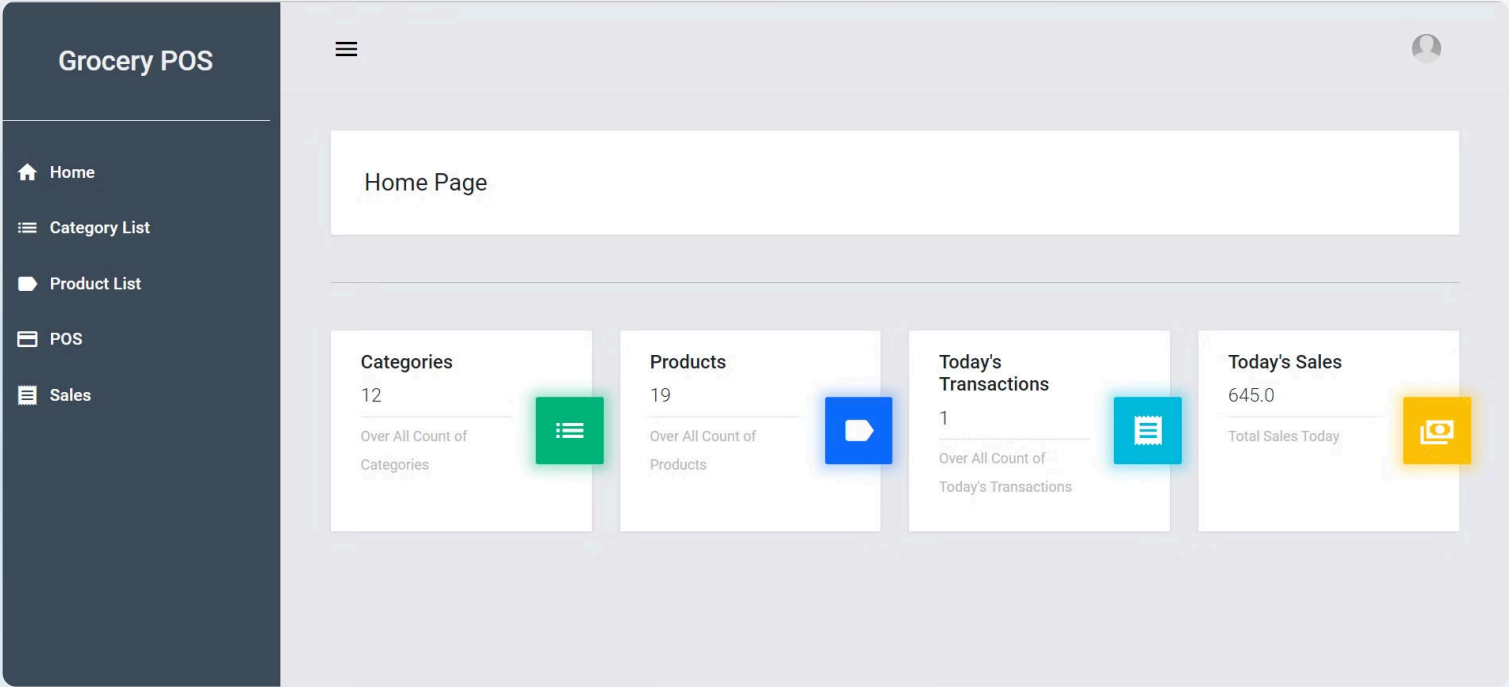 Grocery POS
Home
Category List
Product List
POS
Sales
Home Page
Categories
12
Over All Count of
Categories
Products
19
Over All Count of
Products
Today's
Transactions
1
Over All Count of
Today's Transactions
Today's Sales
645.0
Total Sales Today